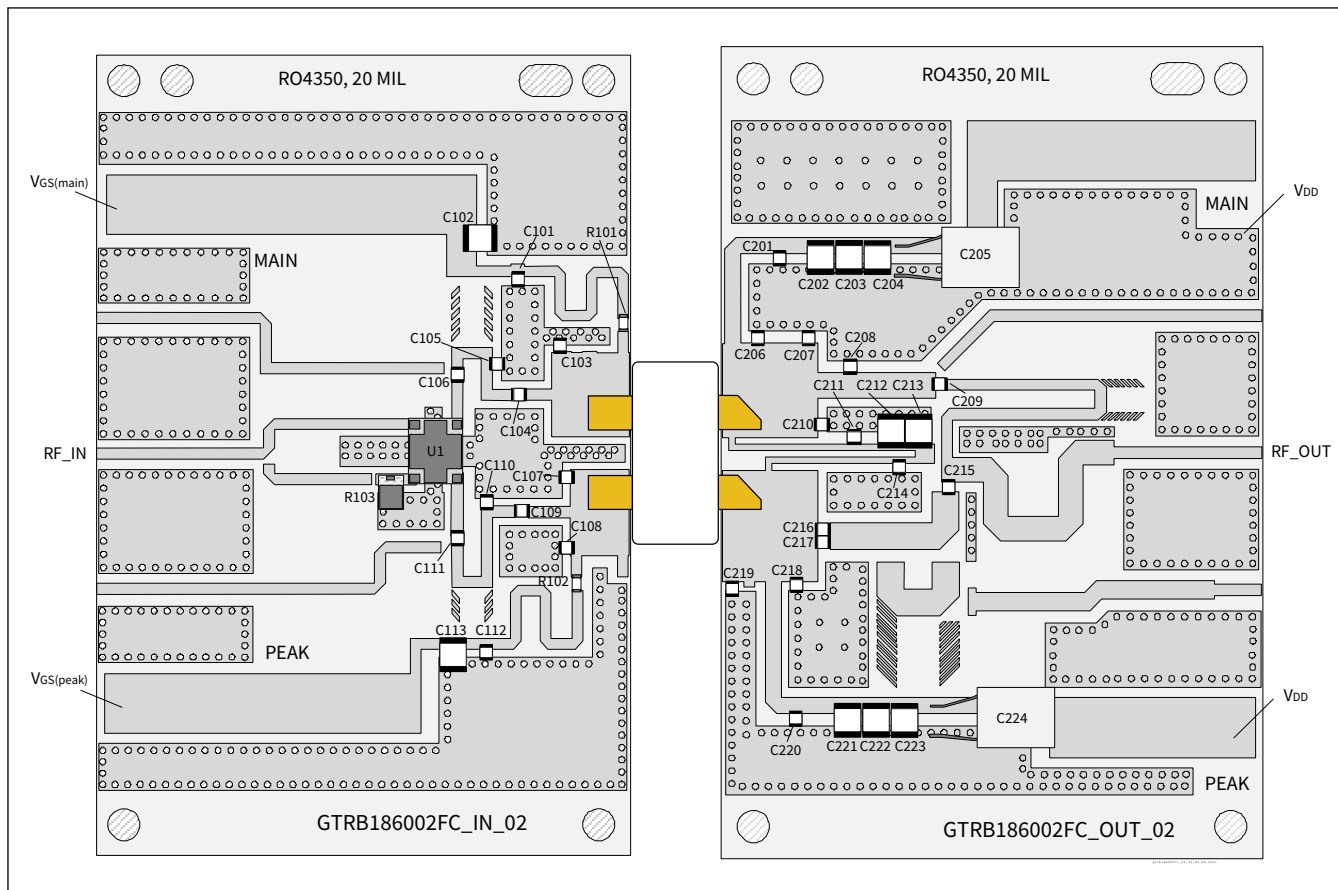 RO4350, 20 MIL
VGS(main)
C102
C101
R101
MAIN
C105
C103
C106
C104
RF_IN
U1
C110
C107
R103
C109
C108
C111
R102
C113
C112
PEAK
VGS(peak)
GTRB186002FC_IN_02
RO4350, 20 MIL
MAIN
VDD
C201
C205
C202
C203
C204
C206
C207
C208
C211
C212
C213
C209
C210
RF_OUT
C215
C214
C216
C217
C219
C218
C224
VDD
C220
C221
C222
C223
PEAK
GTRB186002FC_OUT_02